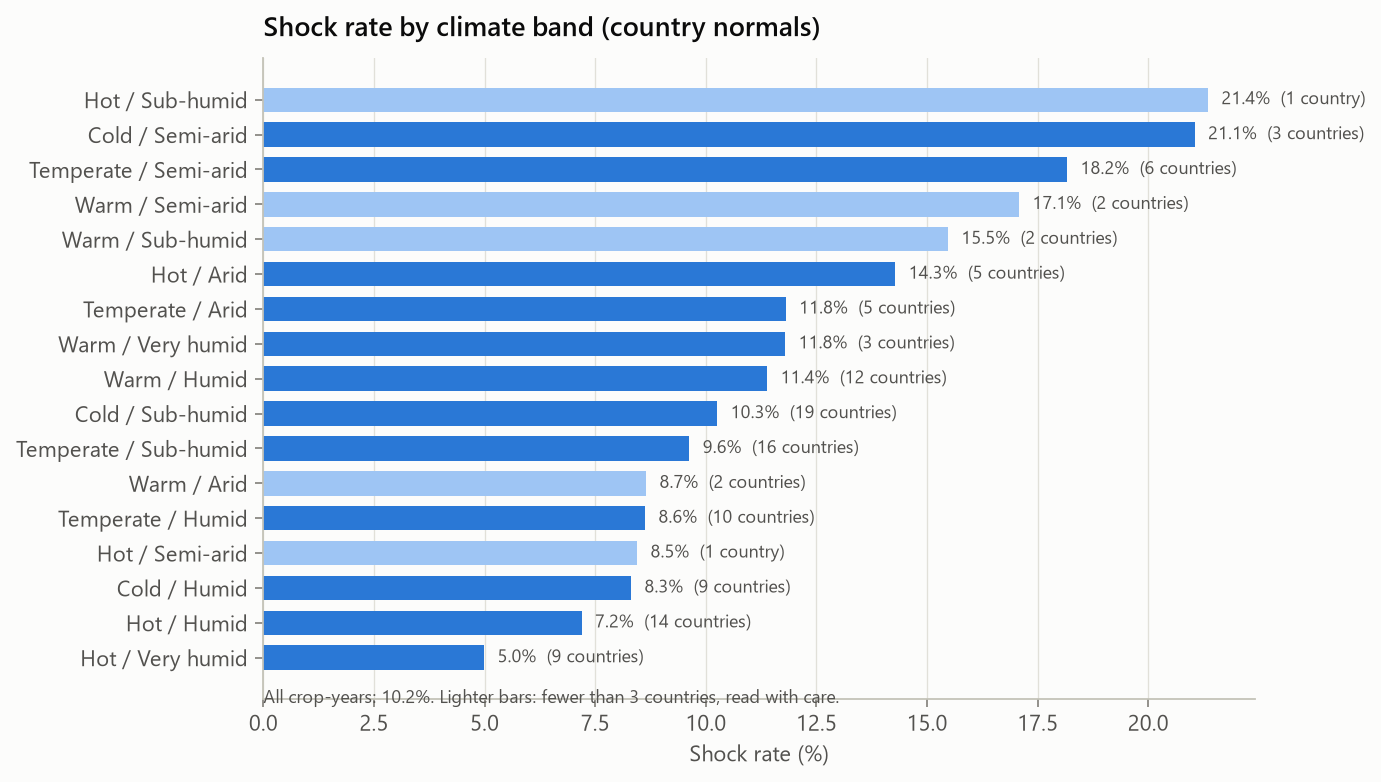 Shock rate by climate band (country normals)
Hot / Sub-humid 21.4% (1 country)
Cold / Semi-arid 21.1% (3 countries)
Temperate / Semi-arid 18.2% (6 countries)
Warm / Semi-arid 17.1% (2 countries)
Warm / Sub-humid 15.5% (2 countries)
Hot / Arid 14.3% (5 countries)
Temperate / Arid 11.8% (5 countries)
Warm / Very humid 11.8% (3 countries)
Warm / Humid 11.4% (12 countries)
Cold / Sub-humid 10.3% (19 countries)
Temperate / Sub-humid 9.6% (16 countries)
Warm / Arid 8.7% (2 countries)
Temperate / Humid 8.6% (10 countries)
Hot / Semi-arid 8.5% (1 country)
Cold / Humid 8.3% (9 countries)
Hot / Humid 7.2% (14 countries)
Hot / Very humid 5.0% (9 countries)
All crop-years: 10.2%. Lighter bars: fewer than 3 countries, read with care.
0.0 2.5 5.0 7.5 10.0 12.5 15.0 17.5 20.0
Shock rate (%)